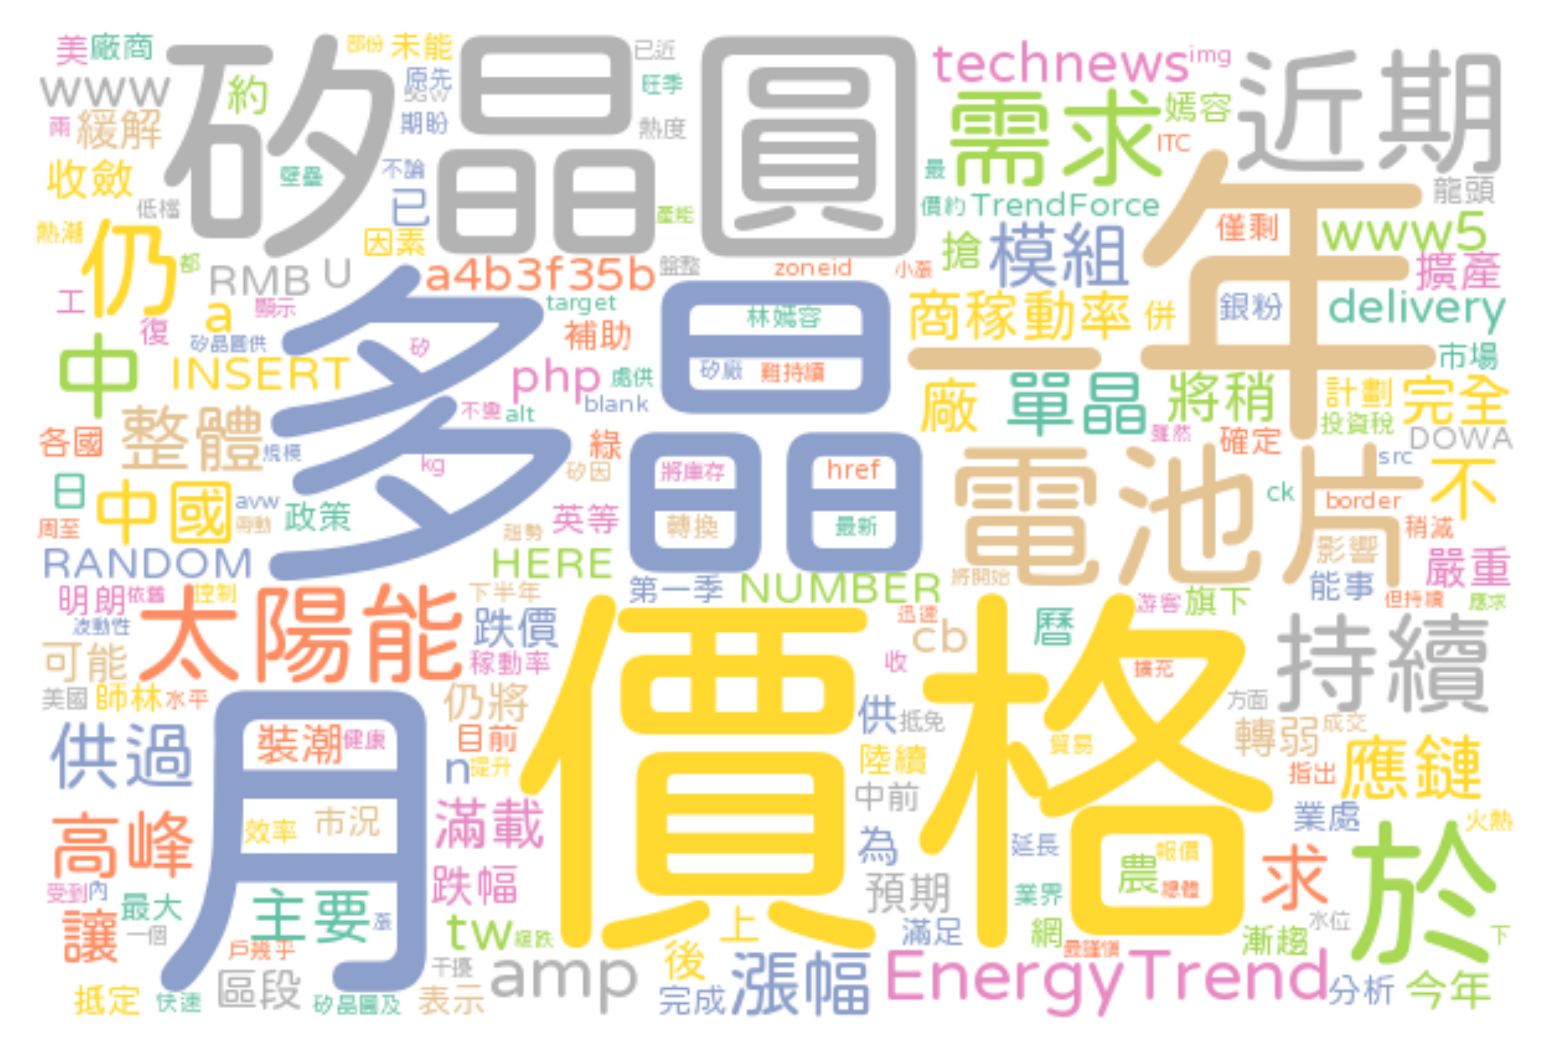 美
廠商
矽晶圓
部份
未能
已近
technews
img
近期
www
約
原先
旺季
需求
嫣容
兩
緩解
期盼
熱度
ITC
收斂
壁壘
不論
最
年
龍頭
低檔
已
產能
價約
TrendForce
僅剩
www5
熱潮
仍
都
因素
搶
模組
擴產
RMB
U
a4b3f35b
盤整
zoneid
小漲
工
a
顯示
target
林嫣容
商稼動率
併
銀粉
delivery
復
矽晶圓供
補助
多晶
中
INSERT
矽
php
處供
矽廠
難持續
一
市場
不變
alt
blank
廠
單晶
將稍
計劃
完全
各國
整體
規模
綠
投資稅
雖然
確定
DOWA
kg
矽因
將庫存
href
電池片
src
不
日
中國
avw
ck
border
周至
政策
趨勢
英等
轉換
最新
影響
稍減
RANDOM
HERE
第一季
NUMBER
將開始
能事
嚴重
明朗
依舊
控制
下半年
游客
旗下
但持續
應求
波動性
太陽能
跌價
迅速
cb
曆
持續
可能
稼動率
收
擴充
美國
師林
水平
月
仍將
價格
供
抵免
方面
供過
裝潮
健康
目前
貿易
轉弱
成交
n
提升
陸續
指出
應鏈
高峰
效率
市況
滿載
中前
業處
火熱
為
延長
報價
於
受到
內
跌幅
預期
業界
農
總體
求
最大
主要
漲
讓
一個
tw
緩跌
上
滿足
網
漸趨
水位
下
戶幾乎
區段
干擾
amp
後
漲幅
EnergyTrend
分析
今年
抵定
快速
矽晶圓及
表示
完成